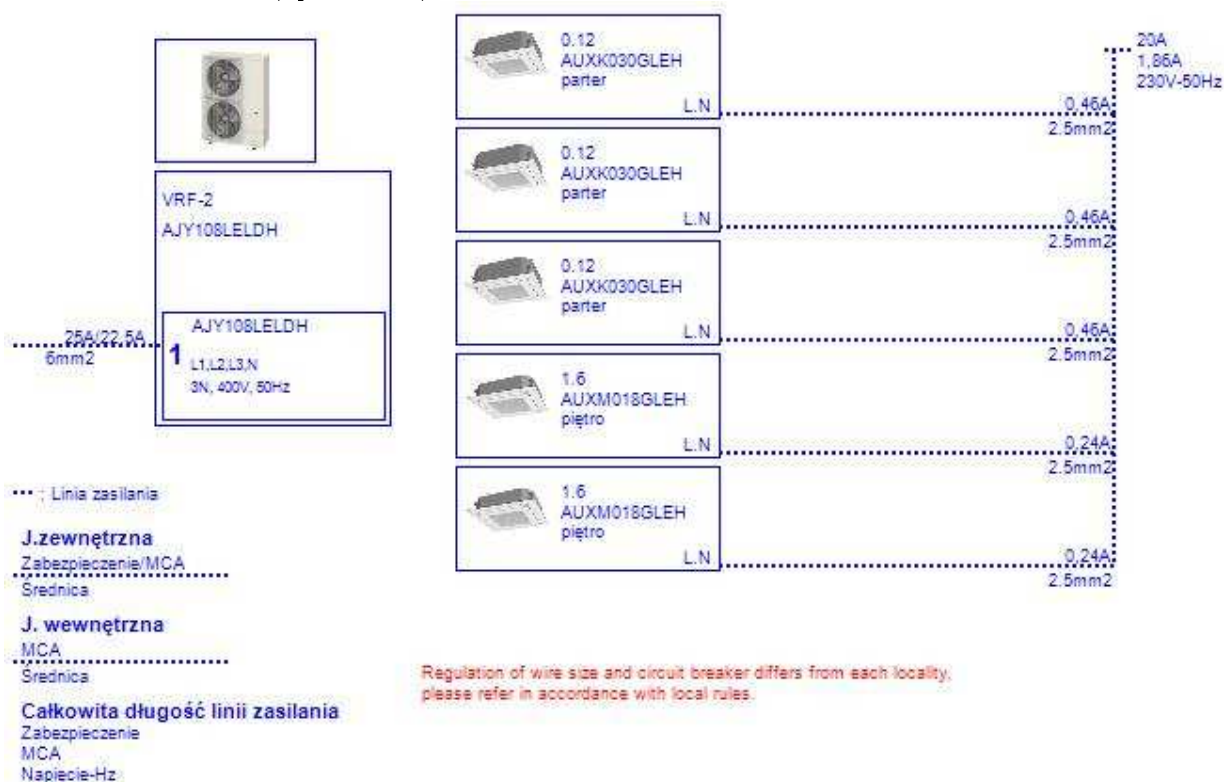 VRF-2
AJY108LELDH
25A/22.5A
6mm2
AJY108LELDH
1
L1,L2,L3,N
3N, 400V, 50Hz
0.12
AUXK030GLEH
parter
L.N
0,46A
2.5mm2
0.12
AUXK030GLEH
parter
L.N
0,46A
2.5mm2
0.12
AUXK030GLEH
parter
L.N
0,46A
2.5mm2
1.6
AUXM018GLEH
piętro
L.N
0,24A
2.5mm2
1.6
AUXM018GLEH
piętro
L.N
0,24A
2.5mm2
20A
1,86A
230V-50Hz
: Linia zasilania
J.zewnętrzna
Zabezpieczenie/MCA
Średnica
J. wewnętrzna
MCA
Średnica
Całkowita długość linii zasilania
Zabezpieczenie
MCA
Napięcie-Hz
Regulation of wire size and circuit breaker differs from each locality,
please refer in accordance with local rules.